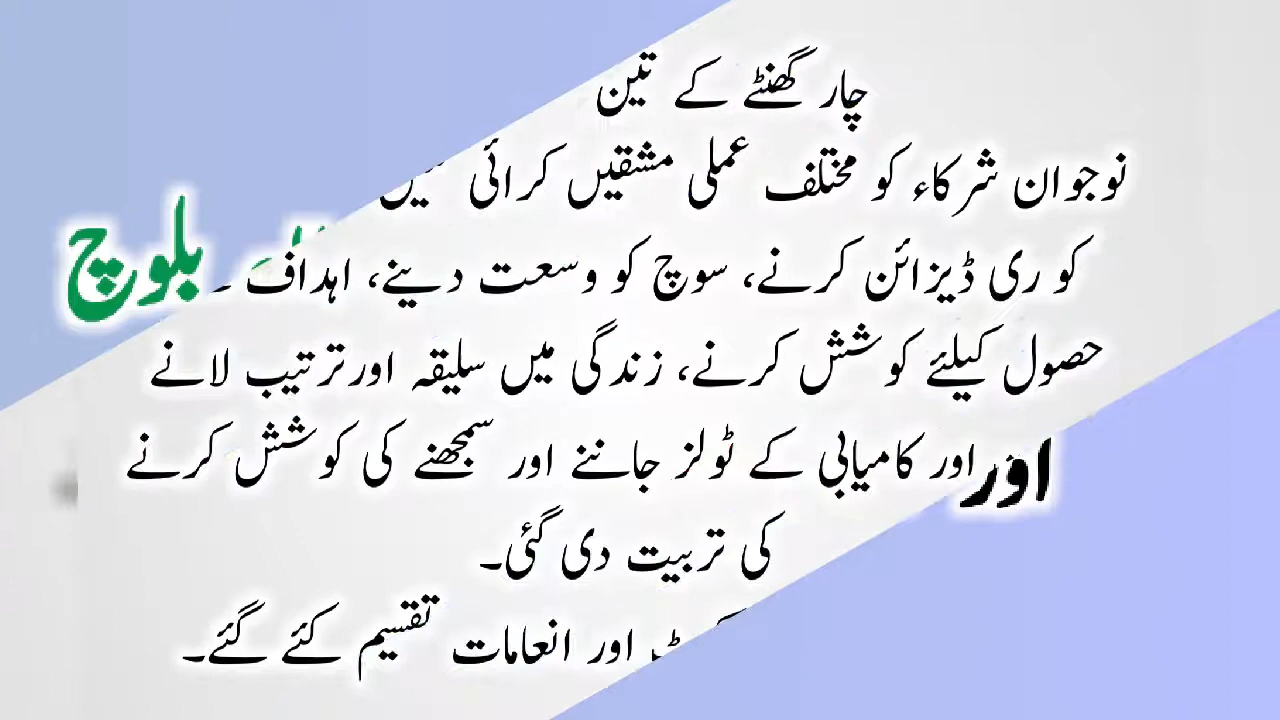 چار گھنٹے کے تین
نوجوان شرکاء کو مختلف عملی مشقیں کرائی
کو ری ڈیزائن کرنے، سوچ کو وسعت دینے، اہداف
بلوچ
حصول کیلئے کوشش کرنے، زندگی میں سلیقہ اور ترتیب لانے
اور اور کامیابی کے ٹولز جاننے اور سمجھنے کی کوشش کرنے
کی تربیت دی گئی۔
اور انعامات تقسیم کئے گئے۔